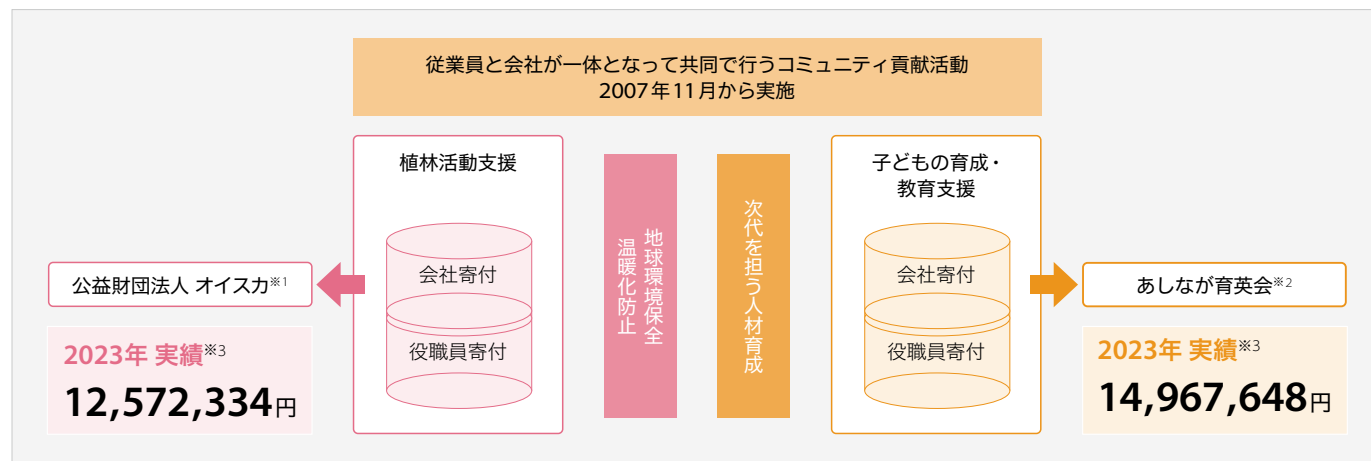 従業員と会社が一体となって共同で行うコミュニティ貢献活動
2007年11月から実施
植林活動支援
会社寄付
役職員寄付
公益財団法人 オイスカ※1
2023年 実績※3
12,572,334円
地球環境保全
温暖化防止
次代を担う人材育成
子どもの育成・
教育支援
会社寄付
役職員寄付
あしなが育英会※2
2023年 実績※3
14,967,648円